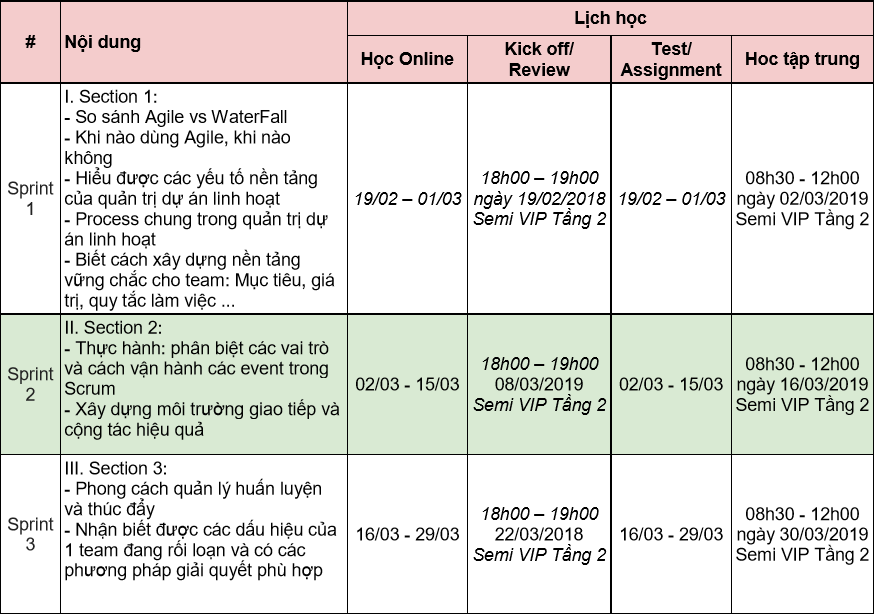 #
Nội dung
Lịch học
Học Online
Kick off/
Review
Test/
Assignment
Hoc tập trung
Sprint
1
I. Section 1:
- So sánh Agile vs WaterFall
- Khi nào dùng Agile, khi nào
không
- Hiểu được các yếu tố nền tảng
của quản trị dự án linh hoạt
- Process chung trong quản trị dự
án linh hoạt
- Biết cách xây dựng nền tảng
vững chắc cho team: Mục tiêu, giá
trị, quy tắc làm việc ...
19/02 – 01/03
18h00 – 19h00
ngày 19/02/2018
Semi VIP Tầng 2
19/02 – 01/03
08h30 - 12h00
ngày 02/03/2019
Semi VIP Tầng 2
Sprint
2
II. Section 2:
- Thực hành: phân biệt các vai trò
và cách vận hành các event trong
Scrum
- Xây dựng môi trường giao tiếp và
cộng tác hiệu quả
02/03 - 15/03
18h00 – 19h00
08/03/2019
Semi VIP Tầng 2
02/03 - 15/03
08h30 - 12h00
ngày 16/03/2019
Semi VIP Tầng 2
Sprint
3
III. Section 3:
- Phong cách quản lý huấn luyện
và thúc đẩy
- Nhận biết được các dấu hiệu của
1 team đang rối loạn và có các
phương pháp giải quyết phù hợp
16/03 - 29/03
18h00 – 19h00
22/03/2018
Semi VIP Tầng 2
16/03 - 29/03
08h30 - 12h00
ngày 30/03/2019
Semi VIP Tầng 2